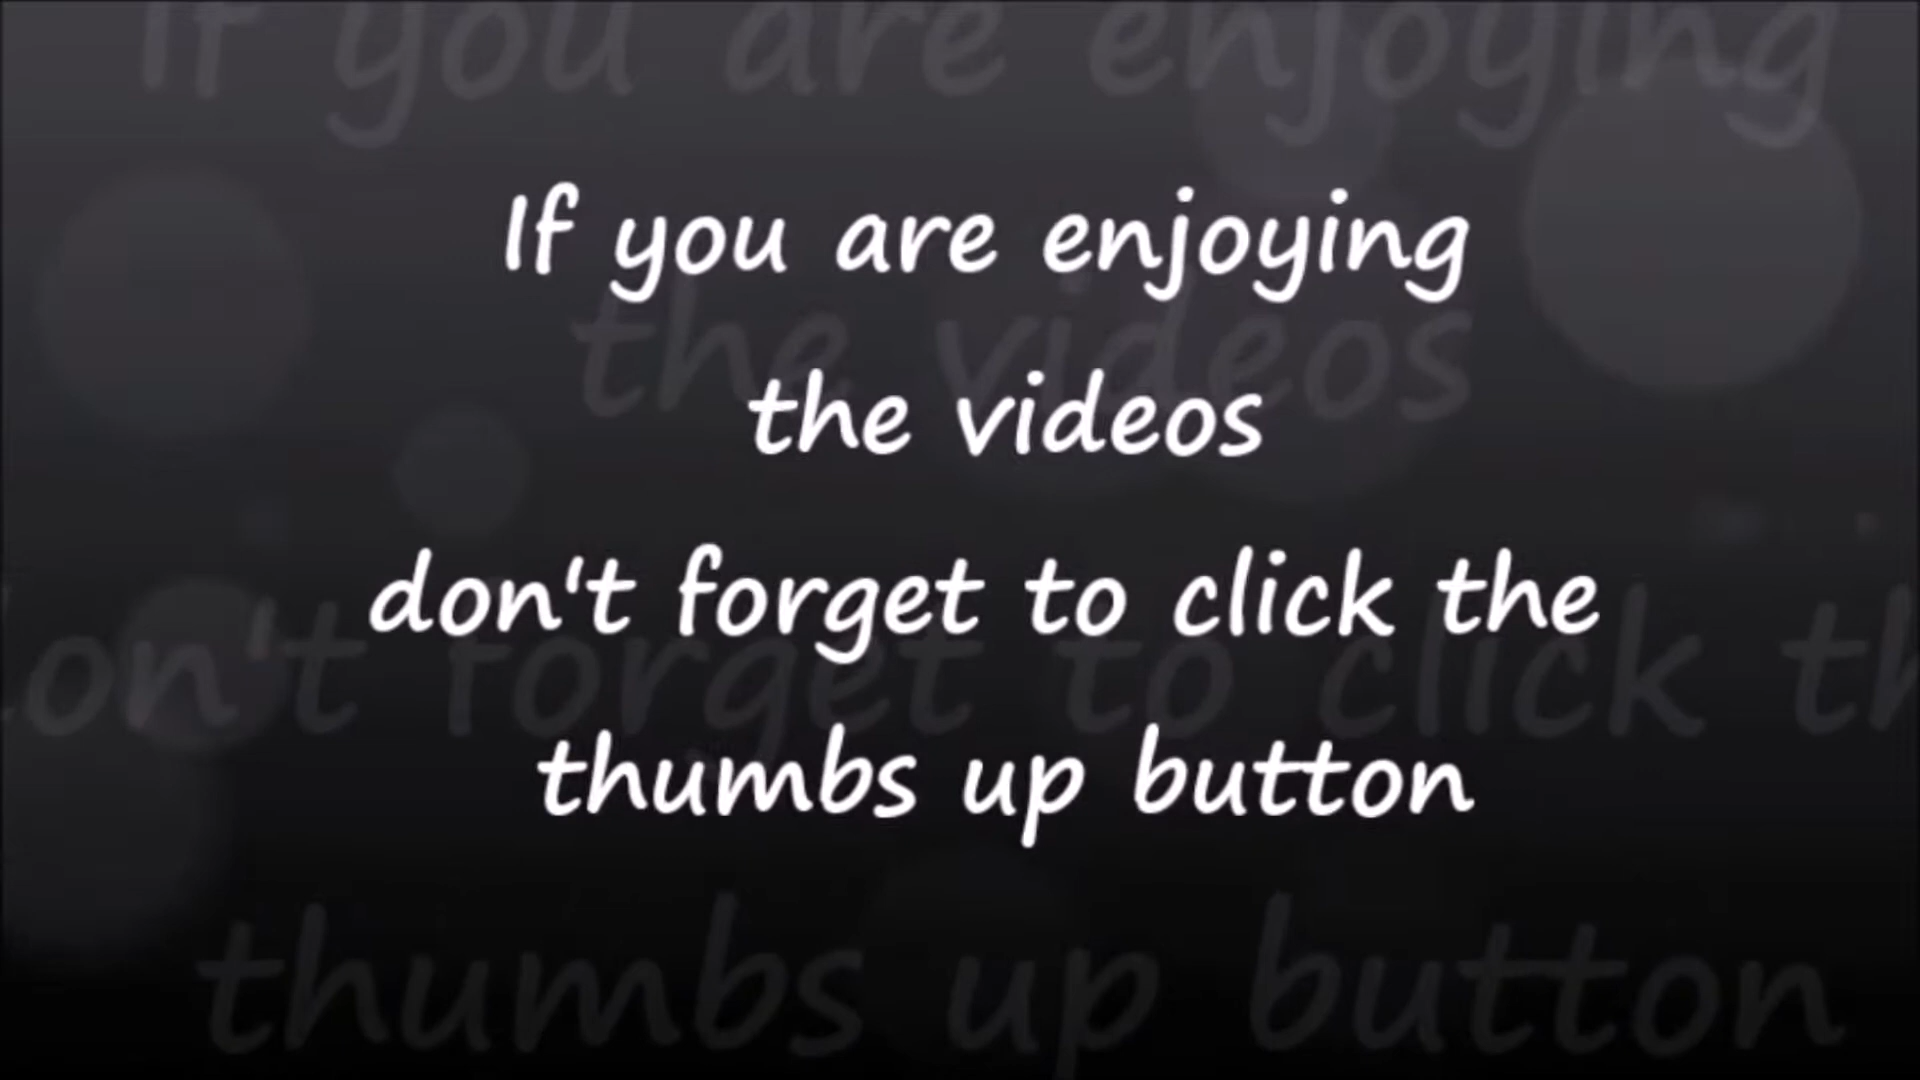 If you are enjoying
the videos
don't forget to click the
thumbs up button